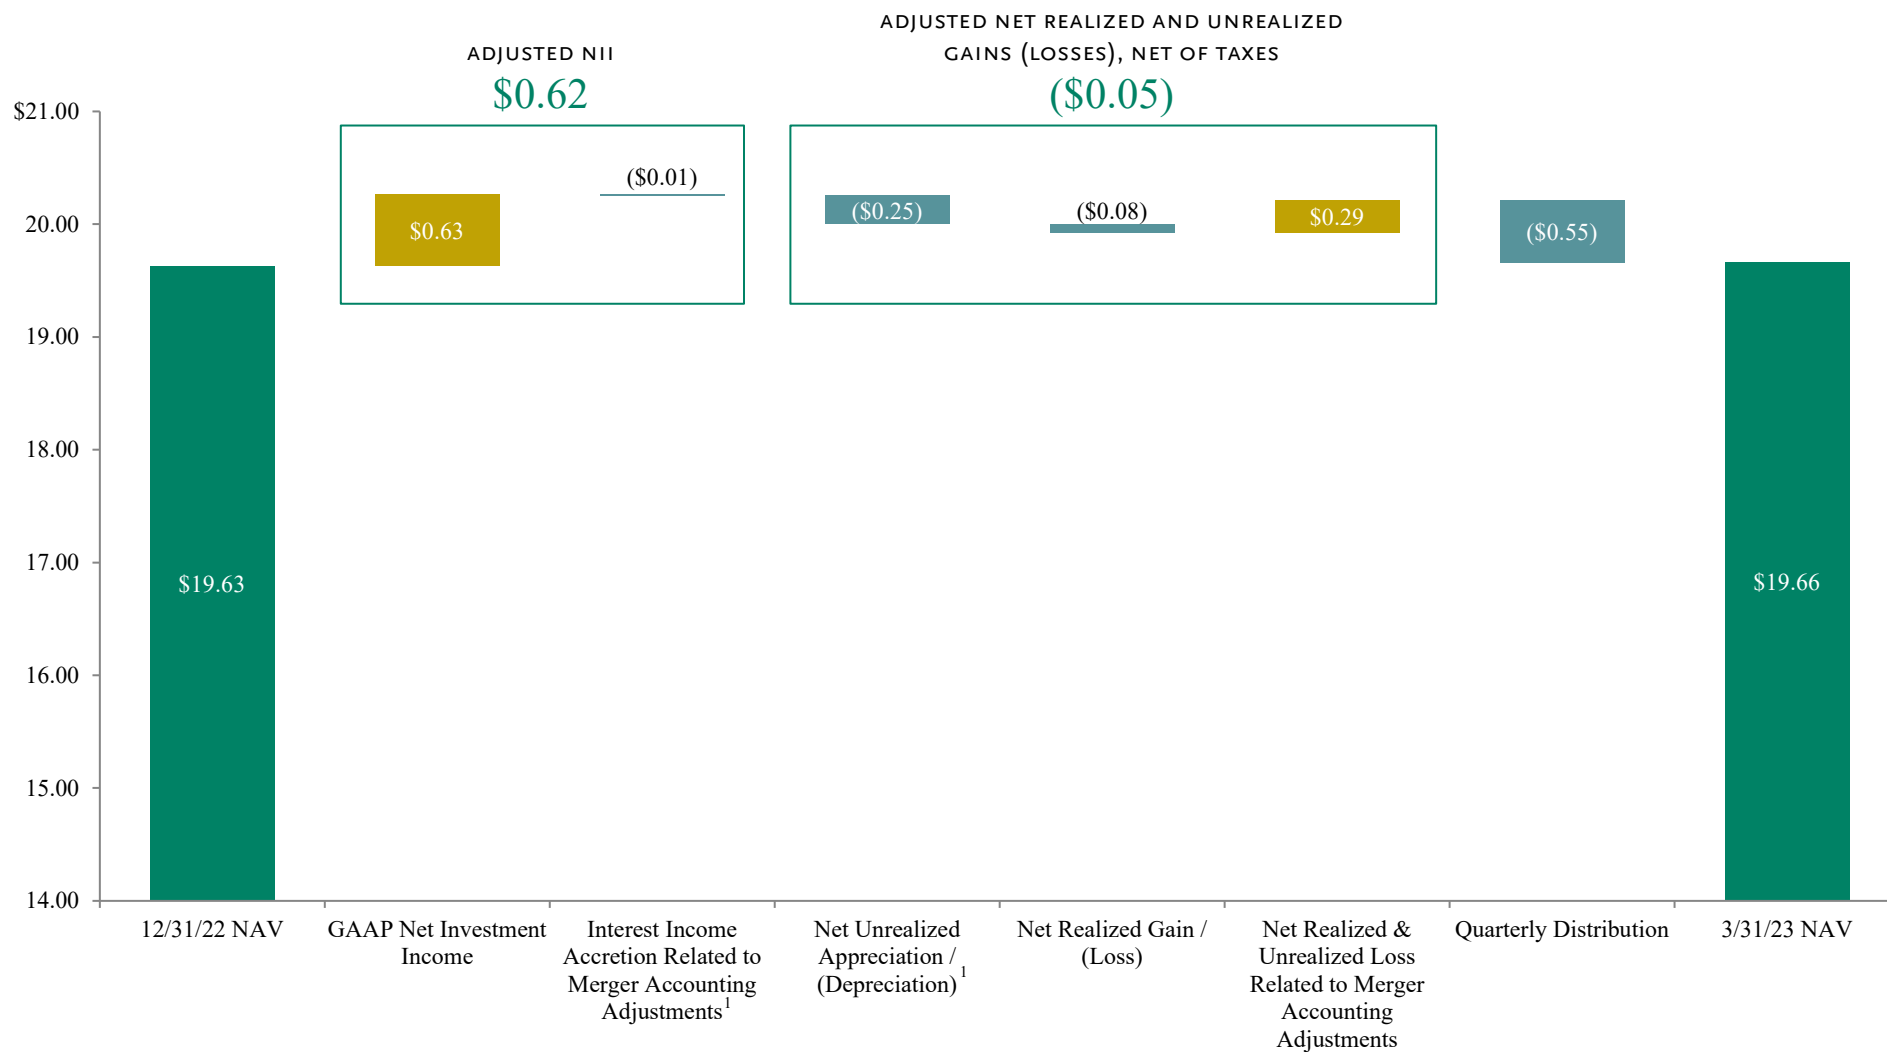 ADJUSTED NII
$0.62
ADJUSTED NET REALIZED AND UNREALIZED
GAINS (LOSSES), NET OF TAXES
($0.05)
$21.00
20.00
19.00
18.00
17.00
16.00
15.00
14.00
$19.63
$0.63
($0.01)
($0.25)
($0.08)
$0.29
($0.55)
$19.66
12/31/22 NAV
GAAP Net Investment
Income
Interest Income
Accretion Related to
Merger Accounting
Adjustments1
Net Unrealized
Appreciation /
(Depreciation)1
Net Realized Gain /
(Loss)
Net Realized &
Unrealized Loss
Related to Merger
Accounting
Adjustments
Quarterly Distribution
3/31/23 NAV